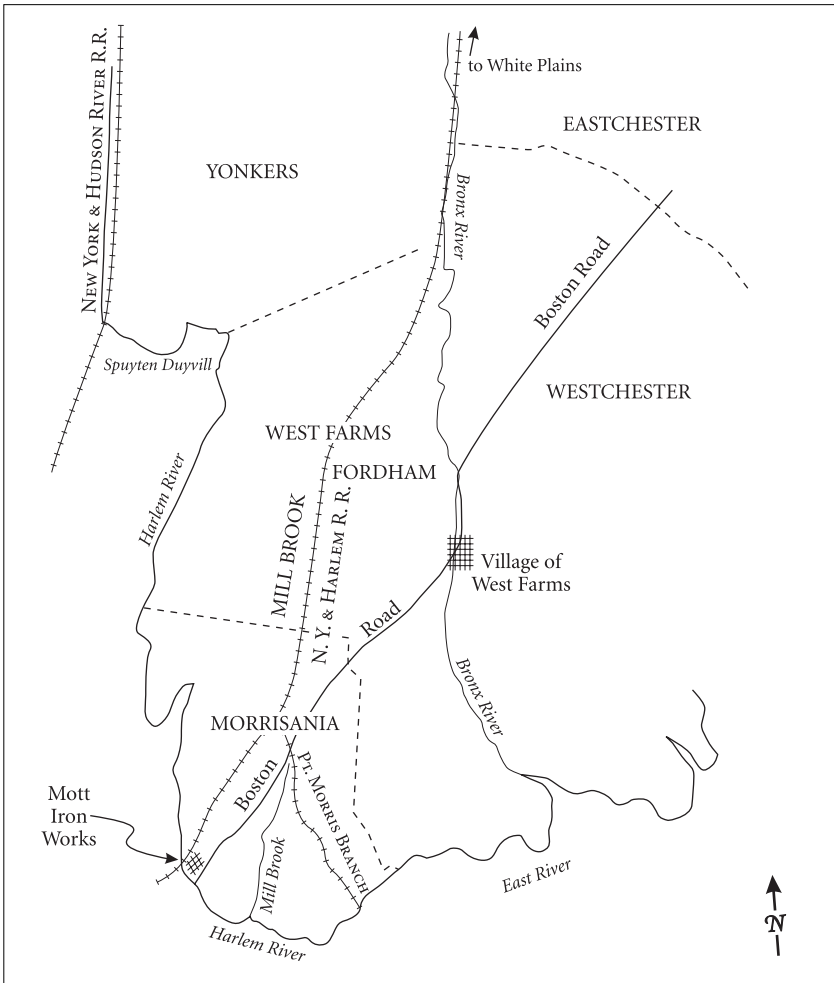 NEW YORK & HUDSON RIVER R.R.
to White Plains
EASTCHESTER
YONKERS
Bronx River
Boston Road
Spuyten Duyvill
WESTCHESTER
WEST FARMS
FORDHAM
Harlem River
MILL BROOK
N. Y. & HARLEM R. R.
Village of
West Farms
Road
Bronx River
MORRISANIA
Boston
PT. MORRIS BRANCH
Mott
Iron
Works
Mill Brook
East River
Harlem River
N